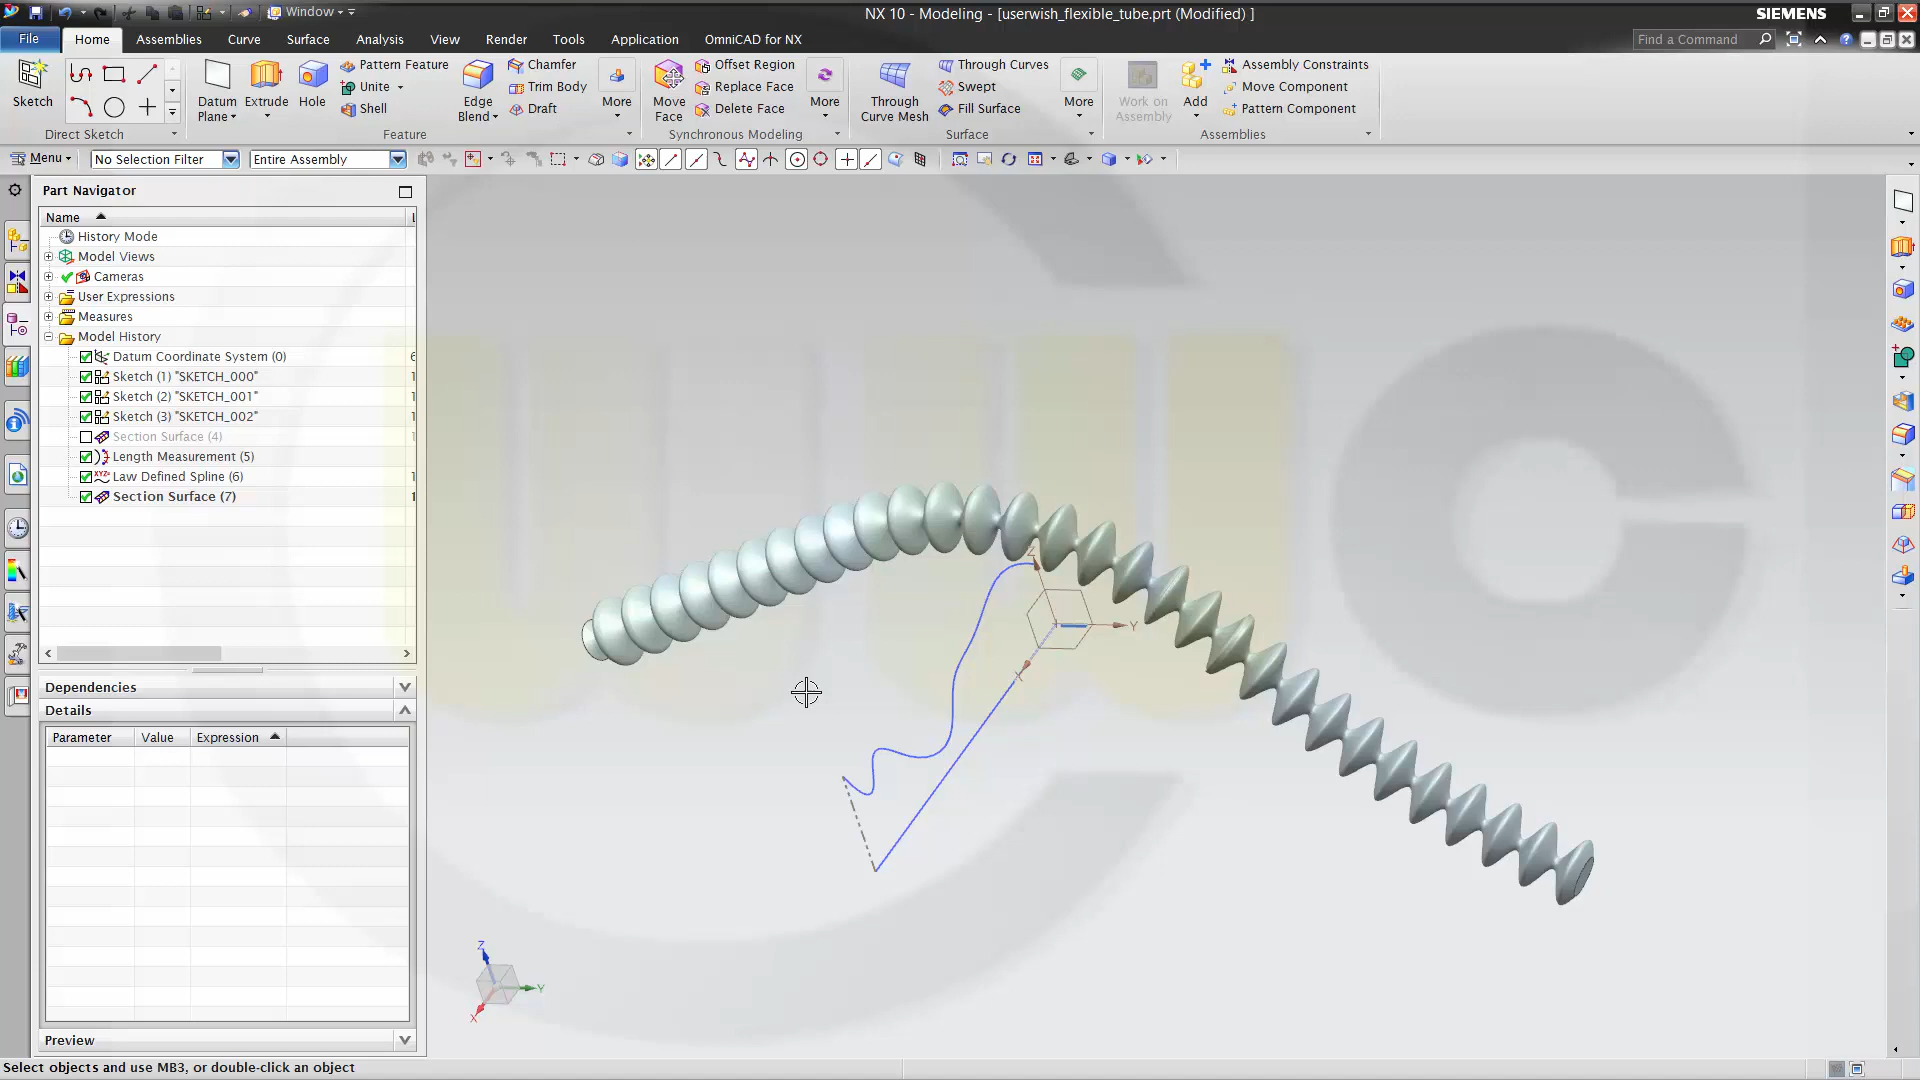 Window
NX 10 - Modeling - [userwish_flexible_tube.prt (Modified) ]
SIEMENS
File
Home
Assemblies
Curve
Surface
Analysis
View
Render
Tools
Application
OmniCAD for NX
Find a Command
Sketch
Direct Sketch
Datum Plane
Extrude
Hole
Pattern Feature
Unite
Shell
Edge Blend
Chamfer
Trim Body
Draft
More
Feature
Move Face
Offset Region
Replace Face
Delete Face
More
Synchronous Modeling
Through Curve Mesh
Through Curves
Swept
Fill Surface
More
Surface
Work on Assembly
Add
Assembly Constraints
Move Component
Pattern Component
Assemblies
Menu
No Selection Filter
Entire Assembly
Part Navigator
Name
History Mode
Model Views
Cameras
User Expressions
Measures
Model History
Datum Coordinate System (0)
6
Sketch (1) "SKETCH_000"
1
Sketch (2) "SKETCH_001"
1
Sketch (3) "SKETCH_002"
1
Section Surface (4)
1
Length Measurement (5)
Law Defined Spline (6)
1
Section Surface (7)
1
Dependencies
Details
Parameter Value Expression
Preview
Z
Y
X
Z
Y
X
Select objects and use MB3, or double-click an object